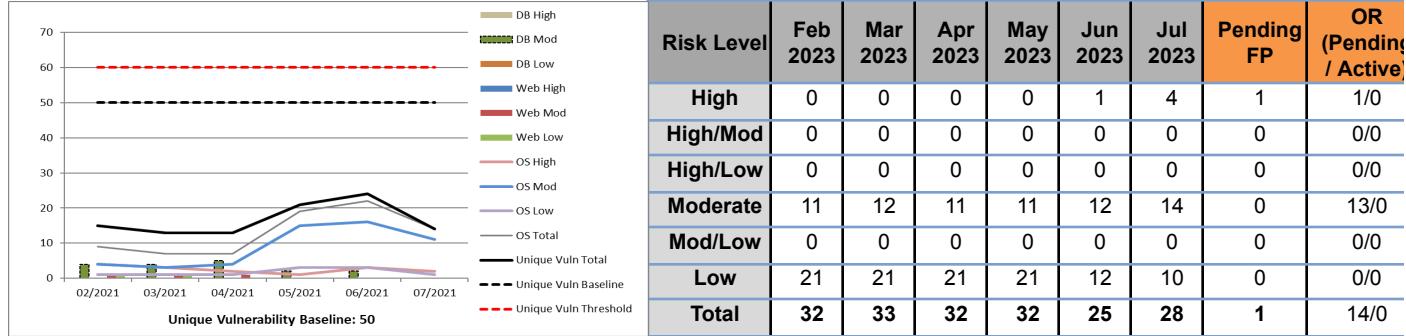 70
60
50
40
30
20
10
0
02/2021 03/2021 04/2021 05/2021 06/2021 07/2021
Unique Vulnerability Baseline: 50
DB High
DB Mod
DB Low
Web High
Web Mod
Web Low
OS High
OS Mod
OS Low
OS Total
Unique Vuln Total
Unique Vuln Baseline
Unique Vuln Threshold
Risk Level Feb 2023 Mar 2023 Apr 2023 May 2023 Jun 2023 Jul 2023 Pending FP OR (Pending / Active)
High 0 0 0 0 1 4 1 1/0
High/Mod 0 0 0 0 0 0 0 0/0
High/Low 0 0 0 0 0 0 0 0/0
Moderate 11 12 11 11 12 14 0 13/0
Mod/Low 0 0 0 0 0 0 0 0/0
Low 21 21 21 21 12 10 0 0/0
Total 32 33 32 32 25 28 1 14/0